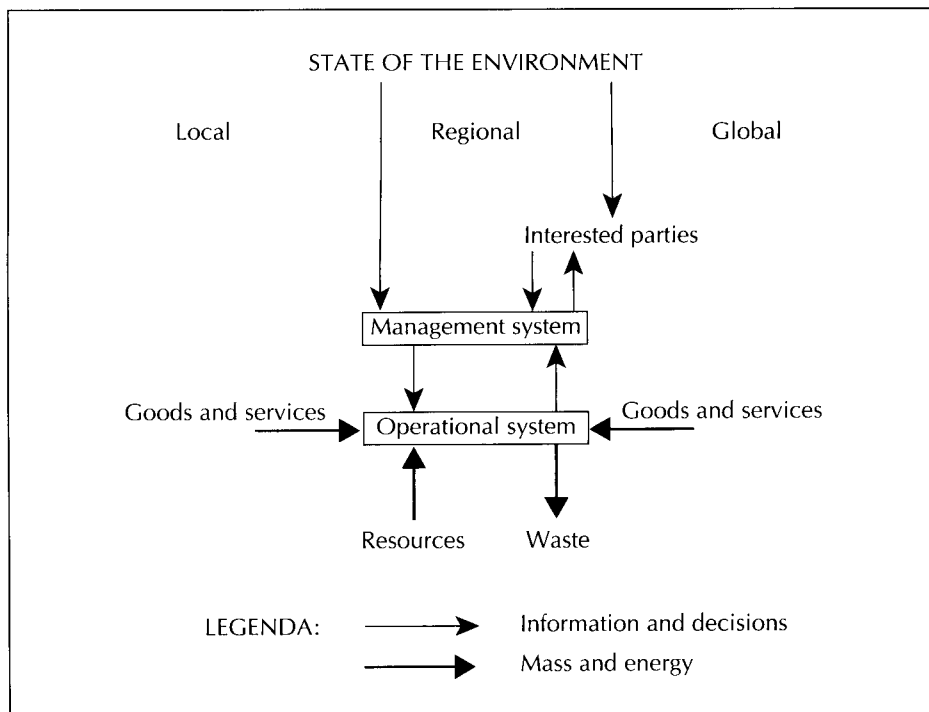 STATE OF THE ENVIRONMENT
Local Regional Global
Interested parties
Management system
Goods and services Goods and services
Operational system
Resources Waste
LEGENDA: Information and decisions
Mass and energy